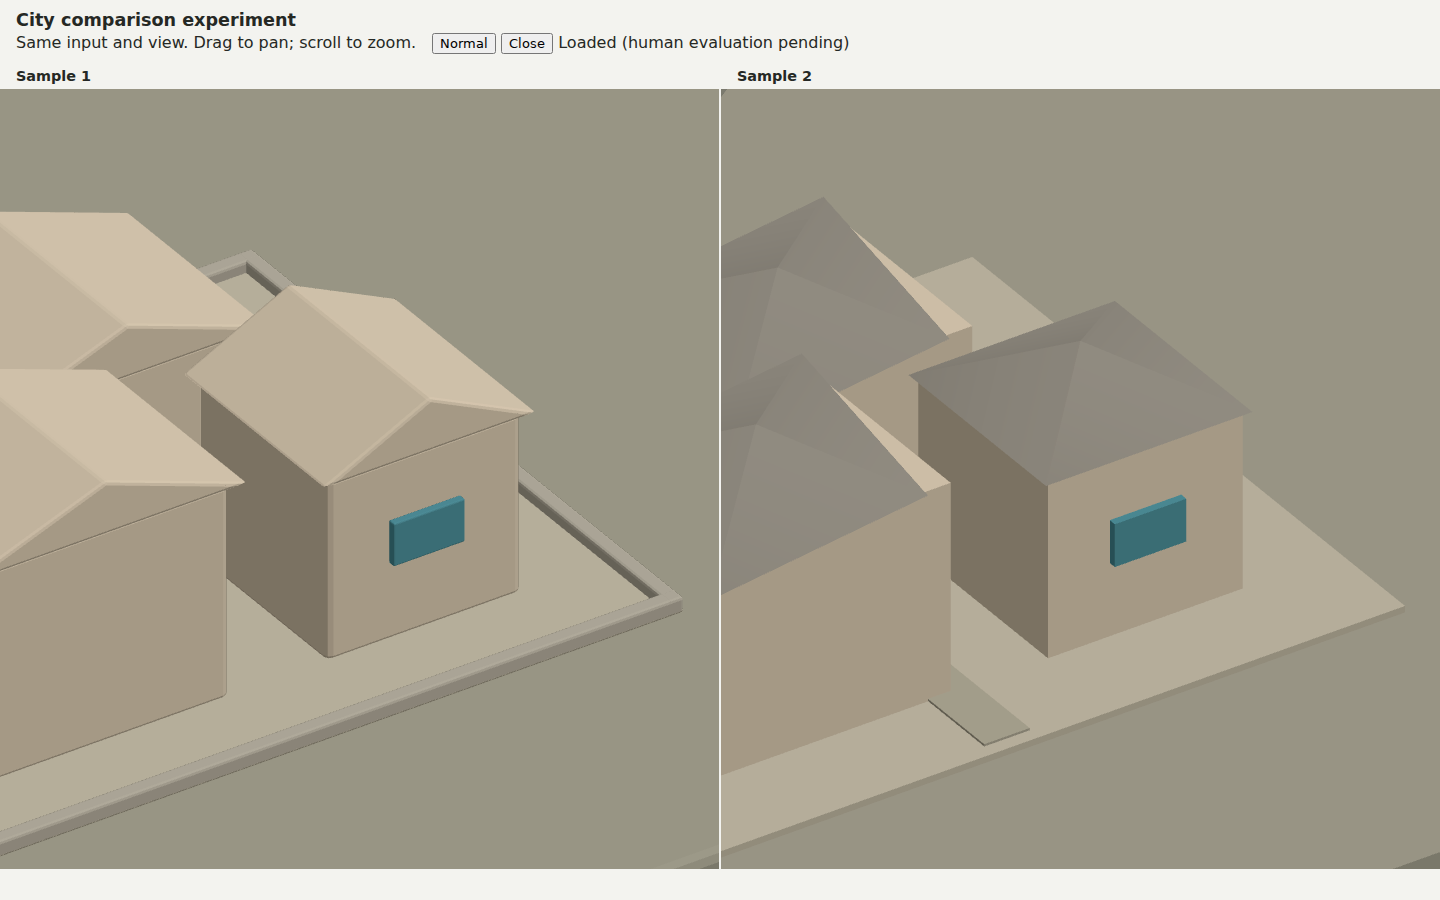 City comparison experiment
Same input and view. Drag to pan; scroll to zoom. Normal Close Loaded (human evaluation pending)
Sample 1 Sample 2